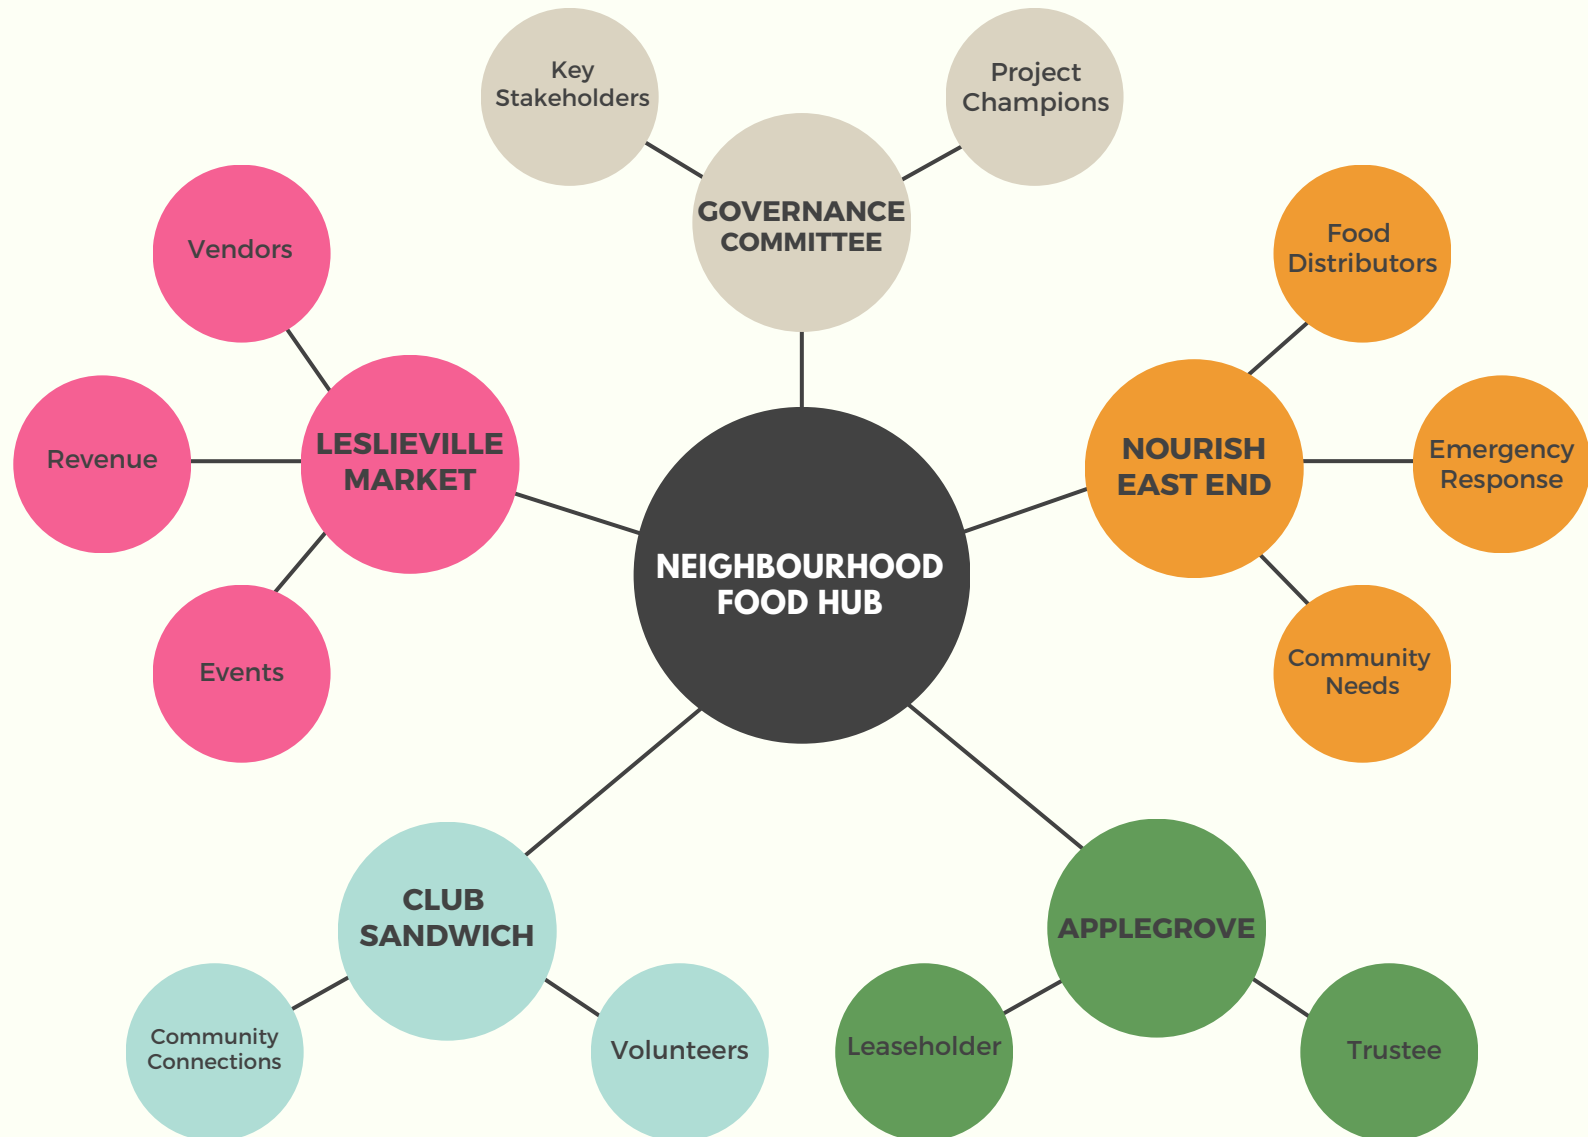 Key
Stakeholders
Project
Champions
GOVERNANCE
COMMITTEE
Vendors
Revenue
Events
LESLIEVILLE
MARKET
Food
Distributors
Emergency
Response
Community
Needs
NOURISH
EAST END
NEIGHBOURHOOD
FOOD HUB
CLUB
SANDWICH
Community
Connections
Volunteers
APPLEGROVE
Leaseholder
Trustee